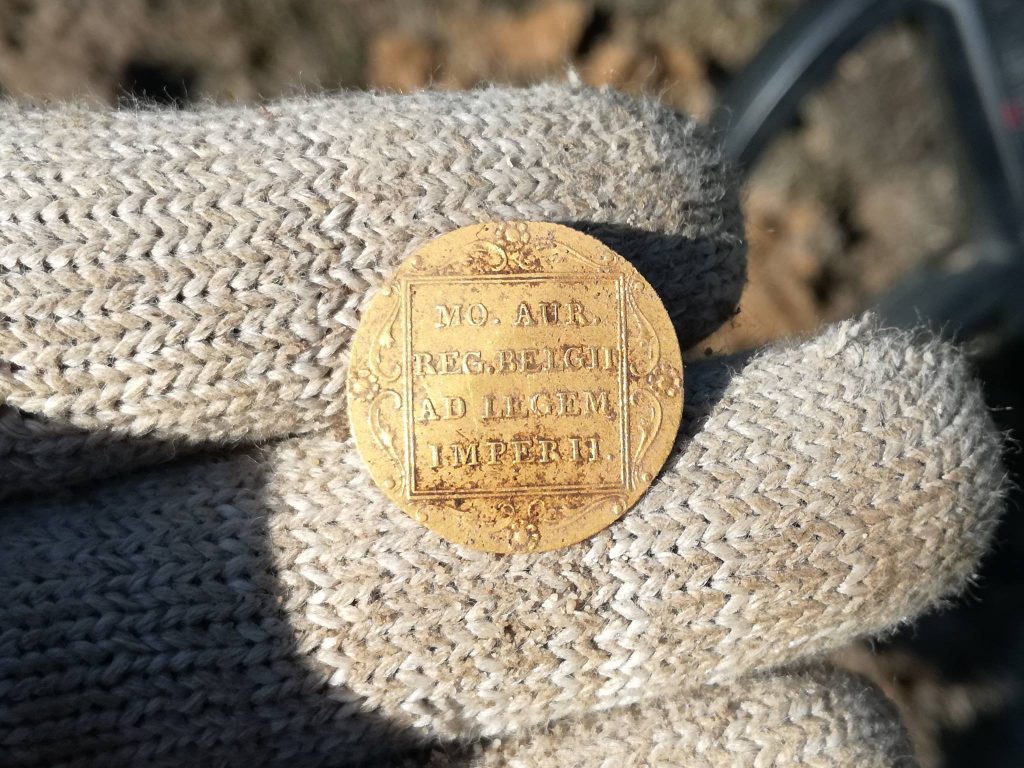 MO. AUR.
REG. BELGII
AD LEGEM
IMPERII.